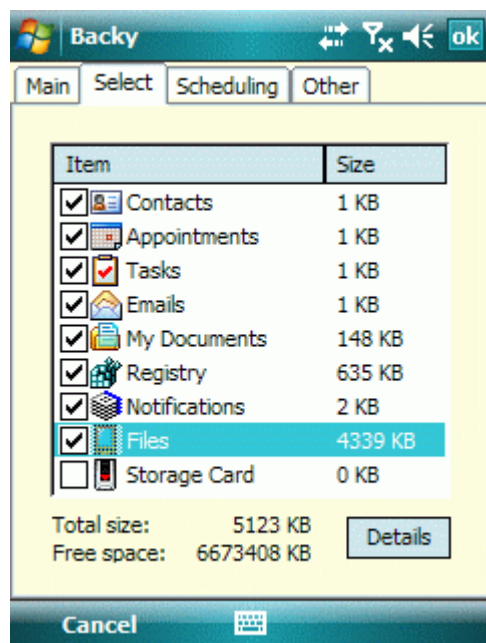 Backy ok
Main Select Scheduling Other
Item Size
Contacts 1 KB
Appointments 1 KB
Tasks 1 KB
Emails 1 KB
My Documents 148 KB
Registry 635 KB
Notifications 2 KB
Files 4339 KB
Storage Card 0 KB
Total size: 5123 KB
Free space: 6673408 KB
Details
Cancel